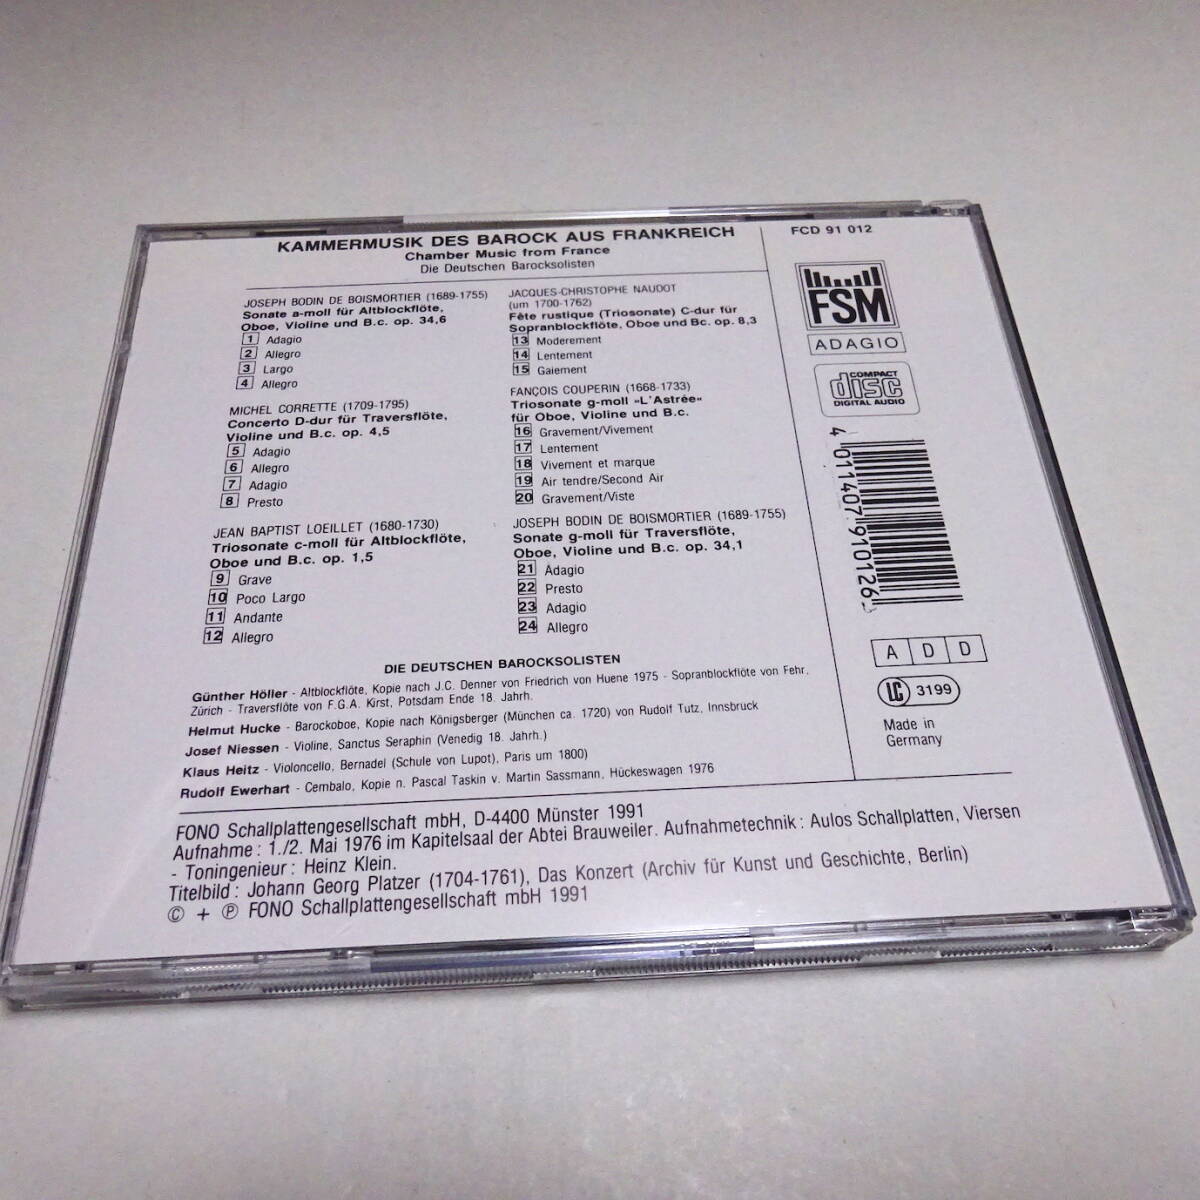 KAMMERMUSIK DES BAROCK AUS FRANKREICH
Chamber Music from France
Die Deutschen Barocksolisten
JOSEPH BODIN DE BOISMORTIER (1689-1755)
Sonate a-moll für Altblockflöte,
Oboe, Violine und B.c. op. 34,6
1 Adagio
2 Allegro
3 Largo
4 Allegro
MICHEL CORRETTE (1709-1795)
Concerto D-dur für Traversflöte,
Violine und B.c. op. 4,5
5 Adagio
6 Allegro
7 Adagio
8 Presto
JEAN BAPTIST LOEILLET (1680-1730)
Triosonate c-moll für Altblockflöte,
Oboe und B.c. op. 1,5
9 Grave
10 Poco Largo
11 Andante
12 Allegro
JACQUES-CHRISTOPHE NAUDOT
(um 1700-1762)
Fête rustique (Triosonate) C-dur für
Sopranblockflöte, Oboe und Bc. op. 8,3
13 Moderement
14 Lentement
15 Gaiement
FANÇOIS COUPERIN (1668-1733)
Triosonate g-moll »L'Astrée«
für Oboe, Violine und B.c.
16 Gravement/Vivement
17 Lentement
18 Vivement et marque
19 Air tendre/Second Air
20 Gravement/Viste
JOSEPH BODIN DE BOISMORTIER (1689-1755)
Sonate g-moll für Traversflöte,
Oboe, Violine und B.c. op. 34,1
21 Adagio
22 Presto
23 Adagio
24 Allegro
DIE DEUTSCHEN BAROCKSOLISTEN
Günther Höller - Altblockflöte, Kopie nach J.C. Denner von Friedrich von Huene 1975 - Sopranblockflöte von Fehr,
Zürich - Traversflöte von F.G.A. Kirst, Potsdam Ende 18. Jahrh.
Helmut Hucke - Barockoboe, Kopie nach Königsberger (München ca. 1720) von Rudolf Tutz, Innsbruck
Josef Niessen - Violine, Sanctus Seraphin (Venedig 18. Jahrh.)
Klaus Heitz - Violoncello, Bernadel (Schule von Lupot), Paris um 1800)
Rudolf Ewerhart - Cembalo, Kopie n. Pascal Taskin v. Martin Sassmann, Hückeswagen 1976
FONO Schallplattengesellschaft mbH, D-4400 Münster 1991
Aufnahme : 1./2. Mai 1976 im Kapitelsaal der Abtei Brauweiler. Aufnahmetechnik : Aulos Schallplatten, Viersen
- Toningenieur : Heinz Klein.
Titelbild : Johann Georg Platzer (1704-1761), Das Konzert (Archiv für Kunst und Geschichte, Berlin)
© + ℗ FONO Schallplattengesellschaft mbH 1991
FCD 91 012
FSM
ADAGIO
COMPACT
disc
DIGITAL AUDIO
4 011407 910126
A D D
LC 3199
Made in
Germany